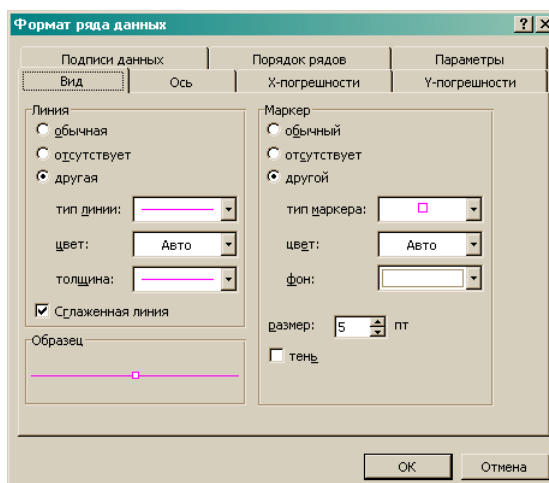 Формат ряда данных
Подписи данных Порядок рядов Параметры
Вид Ось X-погрешности Y-погрешности
Линия
обычная
отсутствует
другая
тип линии:
цвет: Авто
толщина:
Сглаженная линия
Образец
Маркер
обычный
отсутствует
другой
тип маркера:
цвет: Авто
фон:
размер: 5 пт
тень
ОК Отмена